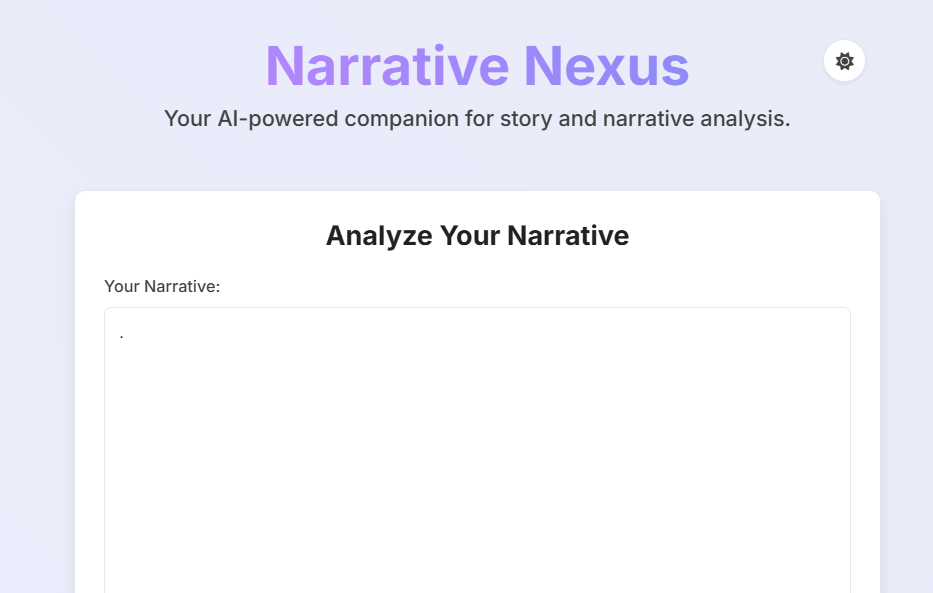 Narrative Nexus
Your AI-powered companion for story and narrative analysis.
Analyze Your Narrative
Your Narrative:
.